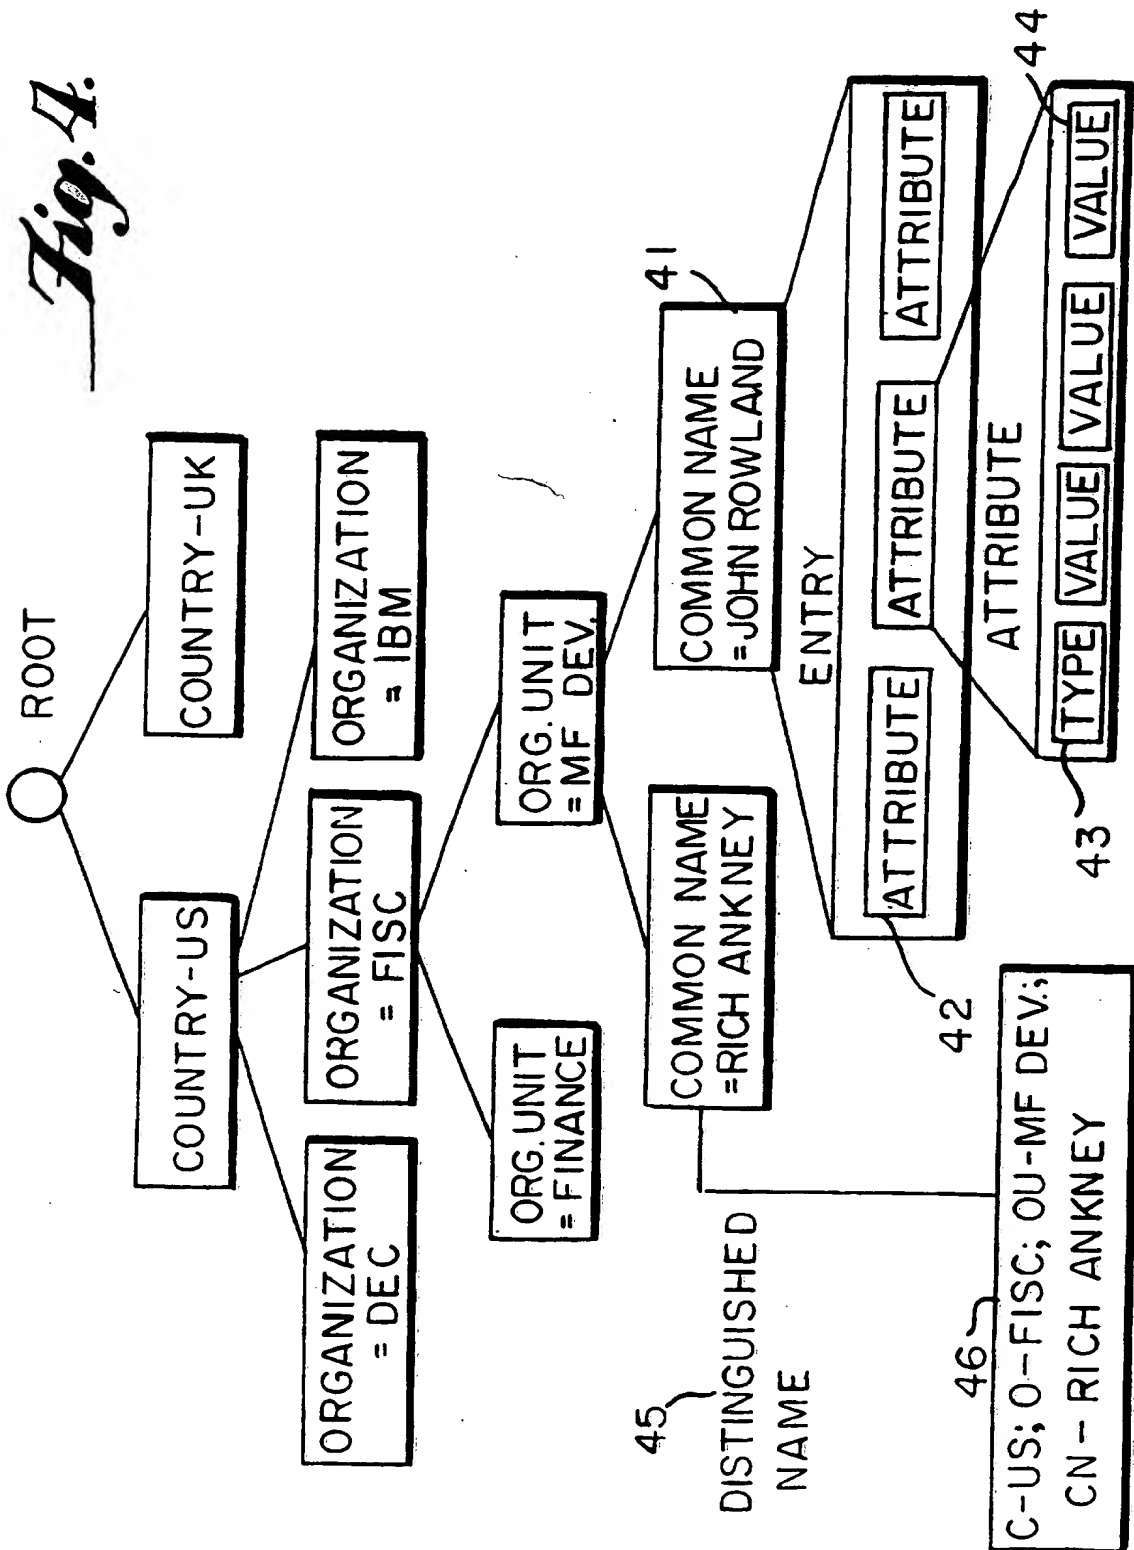 Fig. 4.
ROOT
COUNTRY-US
COUNTRY-UK
ORGANIZATION
= DEC
ORGANIZATION
= FISC
ORGANIZATION
= IBM
ORG. UNIT
= FINANCE
ORG. UNIT
= MF DEV.
COMMON NAME
=RICH ANKNEY
COMMON NAME
=JOHN ROWLAND
41
45
DISTINGUISHED
NAME
ENTRY
ATTRIBUTE
ATTRIBUTE
ATTRIBUTE
42
46
C-US; O-FISC; OU-MF DEV.;
CN - RICH ANKNEY
ATTRIBUTE
43
TYPE
VALUE
VALUE
VALUE
44